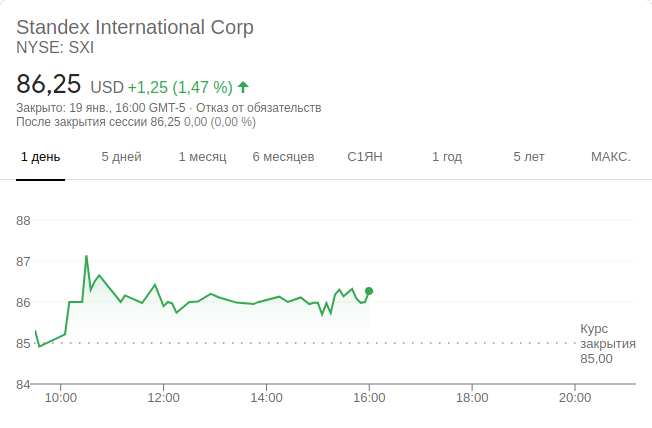 Standex International Corp
NYSE: SXI
86,25 USD +1,25 (1,47 %)
Закрыто: 19 янв., 16:00 GMT-5 · Отказ от обязательств
После закрытия сессии 86,25 0,00 (0,00 %)
1 день 5 дней 1 месяц 6 месяцев С1ЯН 1 год 5 лет МАКС.
88
87
86
85
84
Курс
закрытия
85,00
10:00 12:00 14:00 16:00 18:00 20:00